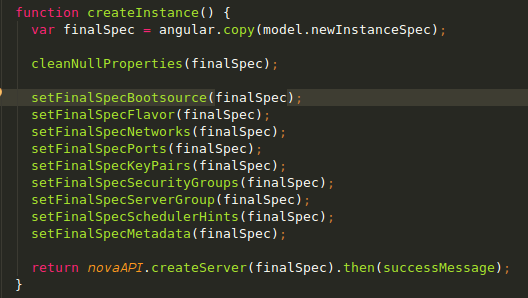 function createInstance() {
var finalSpec = angular.copy(model.newInstanceSpec);
cleanNullProperties(finalSpec);
setFinalSpecBootsource(finalSpec);
setFinalSpecFlavor(finalSpec);
setFinalSpecNetworks(finalSpec);
setFinalSpecPorts(finalSpec);
setFinalSpecKeyPairs(finalSpec);
setFinalSpecSecurityGroups(finalSpec);
setFinalSpecServerGroup(finalSpec);
setFinalSpecSchedulerHints(finalSpec);
setFinalSpecMetadata(finalSpec);
return novaAPI.createServer(finalSpec).then(successMessage);
}